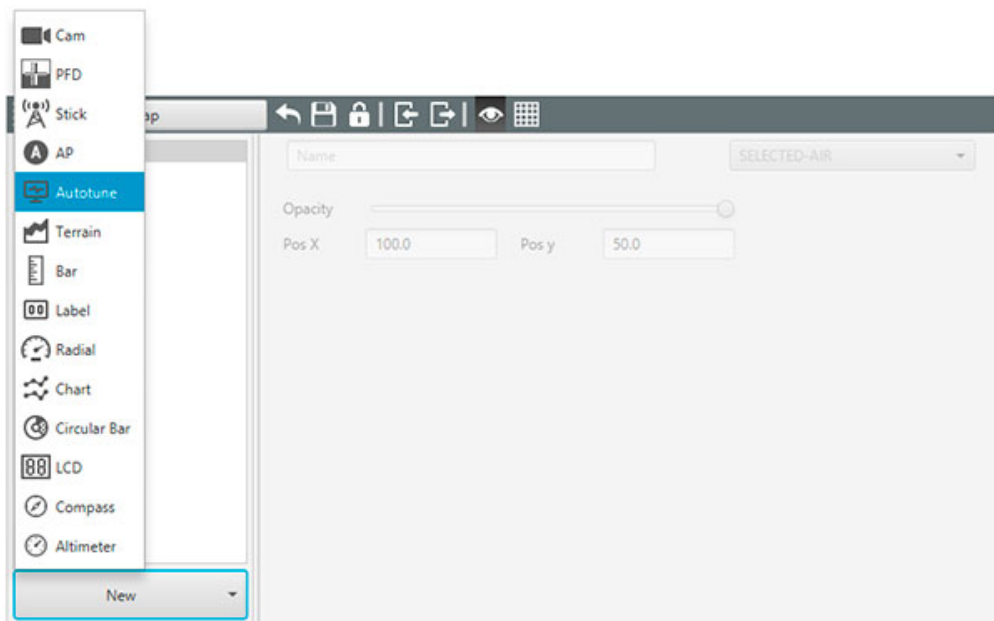 Cam
PFD
Stick
ap
AP
Name
SELECTED-AIR
Autotune
Opacity
Terrain
Pos X
100.0
Pos y
50.0
Bar
Label
Radial
Chart
Circular Bar
LCD
Compass
Altimeter
New